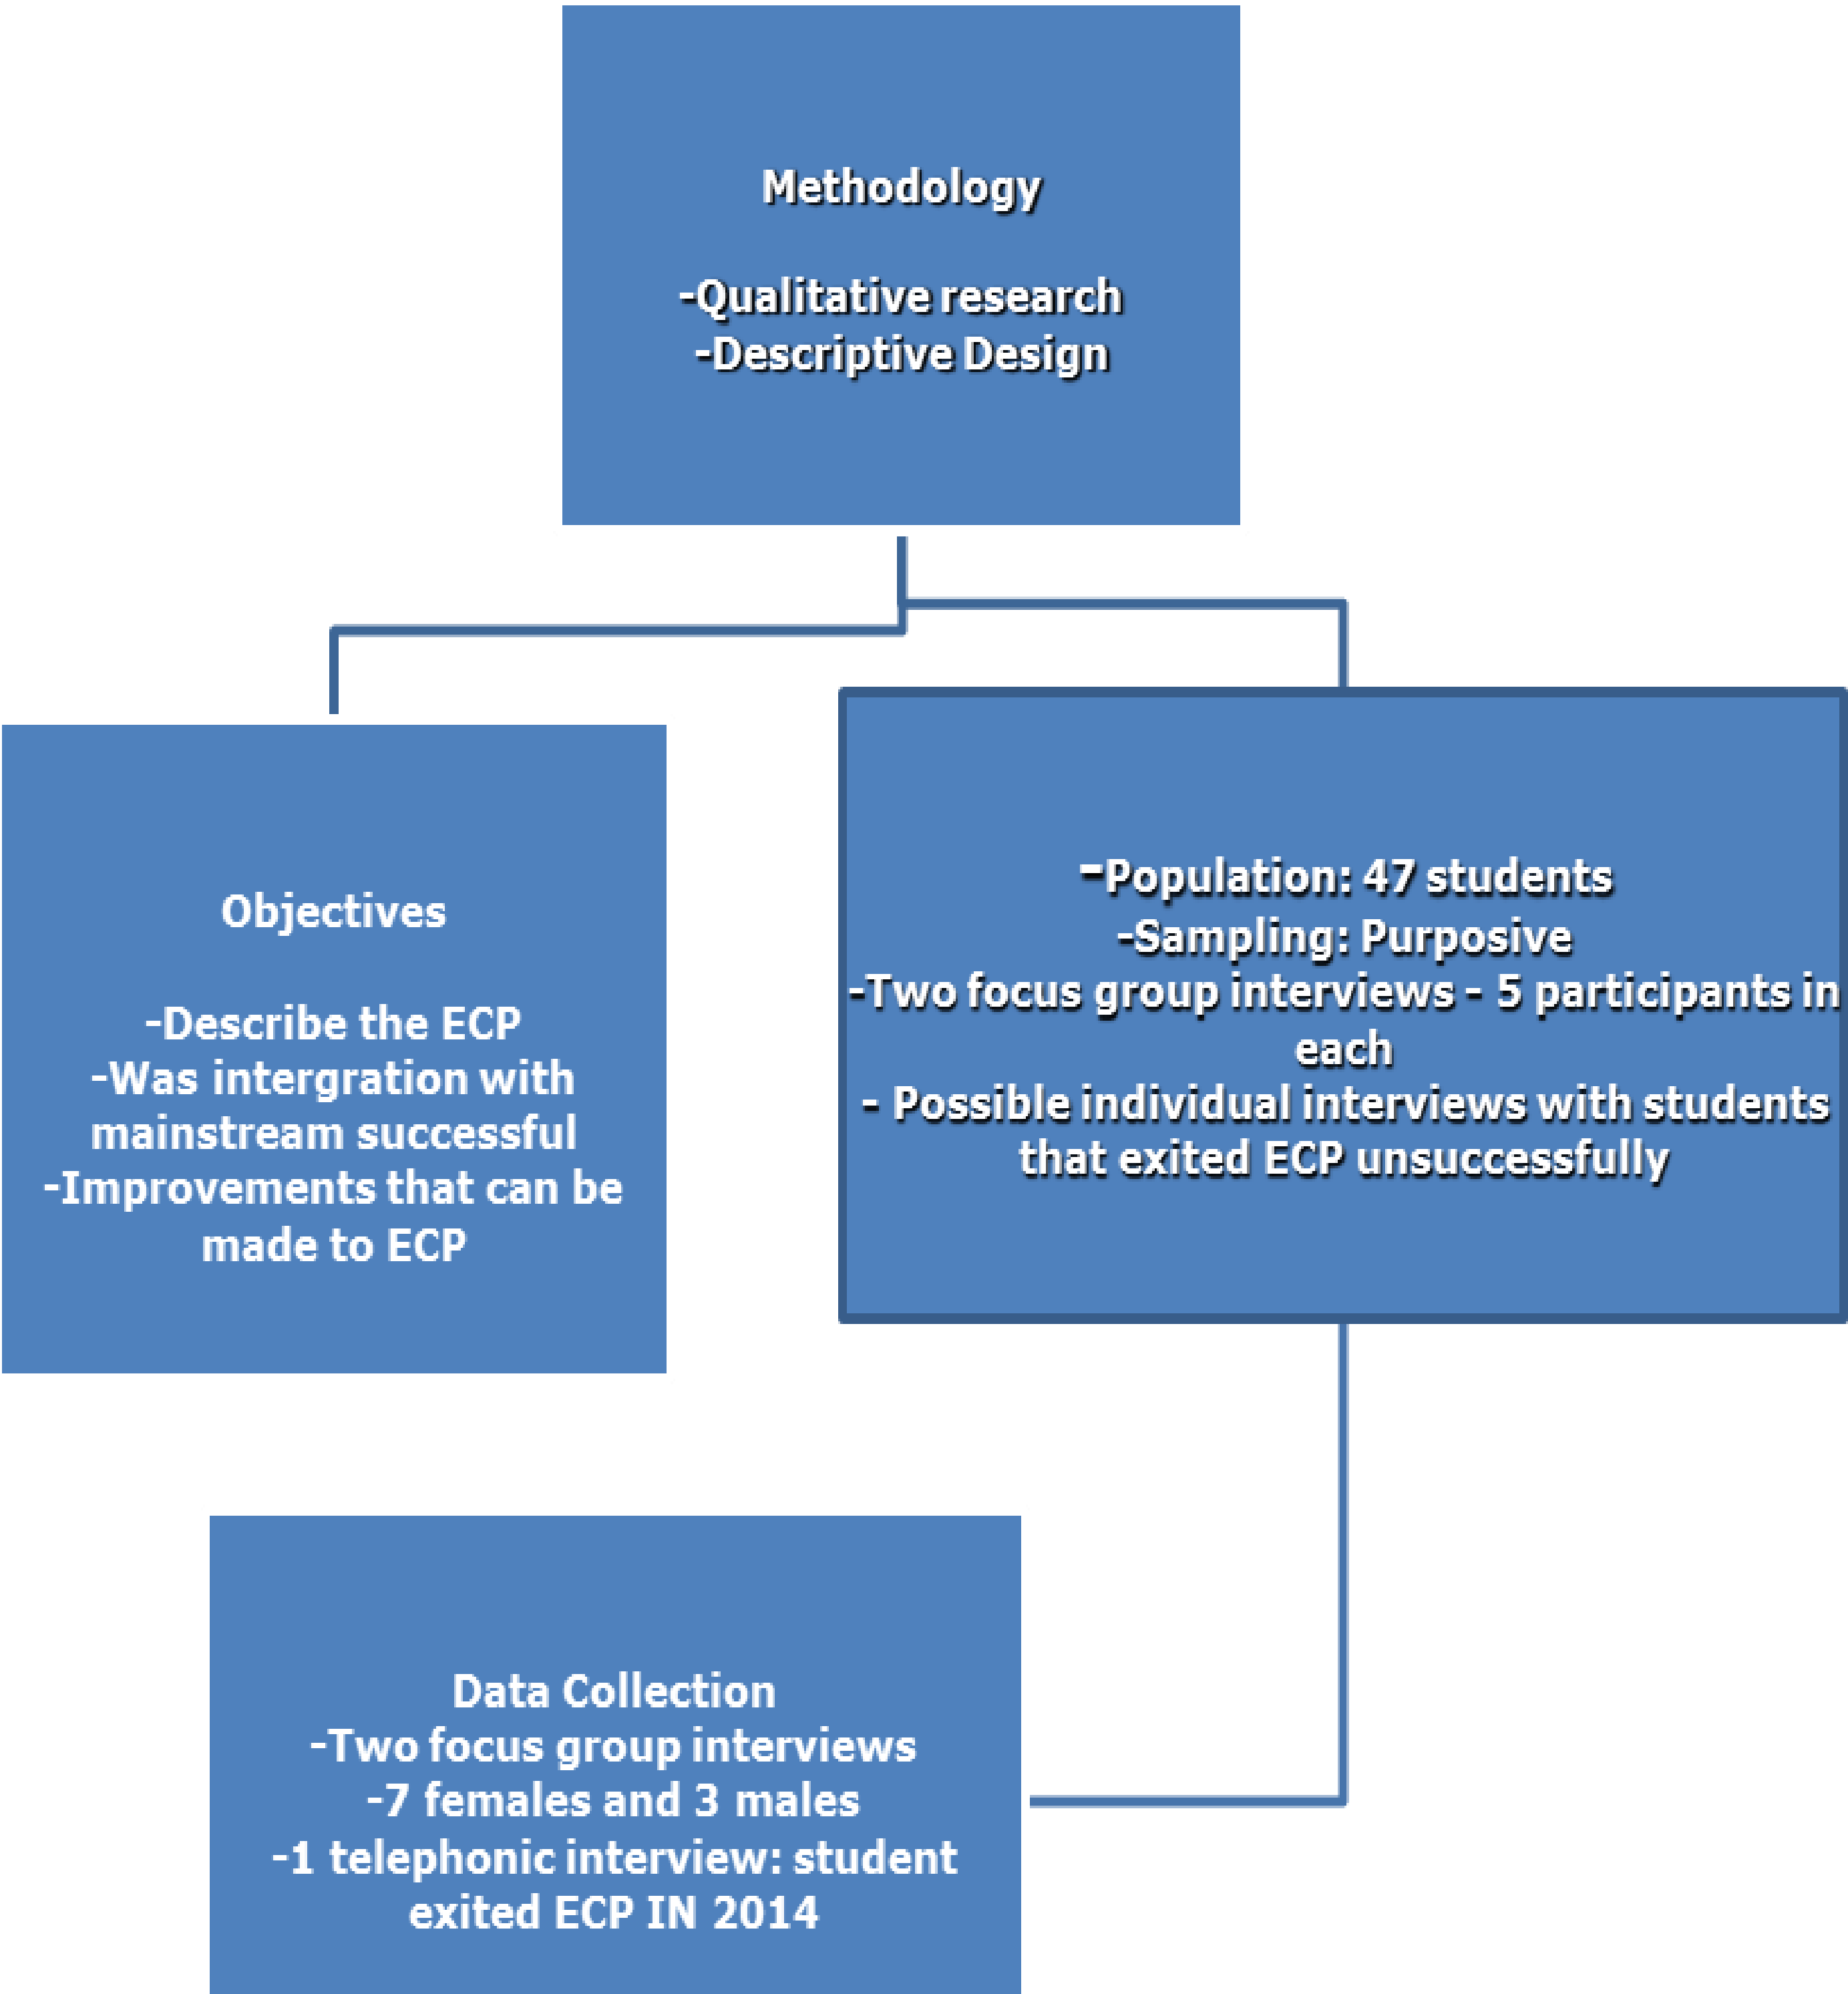 Methodology
-Qualitative research
-Descriptive Design
Objectives
-Describe the ECP
-Was intergration with
mainstream successful
-Improvements that can be
made to ECP
-Population: 47 students
-Sampling: Purposive
-Two focus group interviews - 5 participants in
each
- Possible individual interviews with students
that exited ECP unsuccessfully
Data Collection
-Two focus group interviews
-7 females and 3 males
-1 telephonic interview: student
exited ECP IN 2014